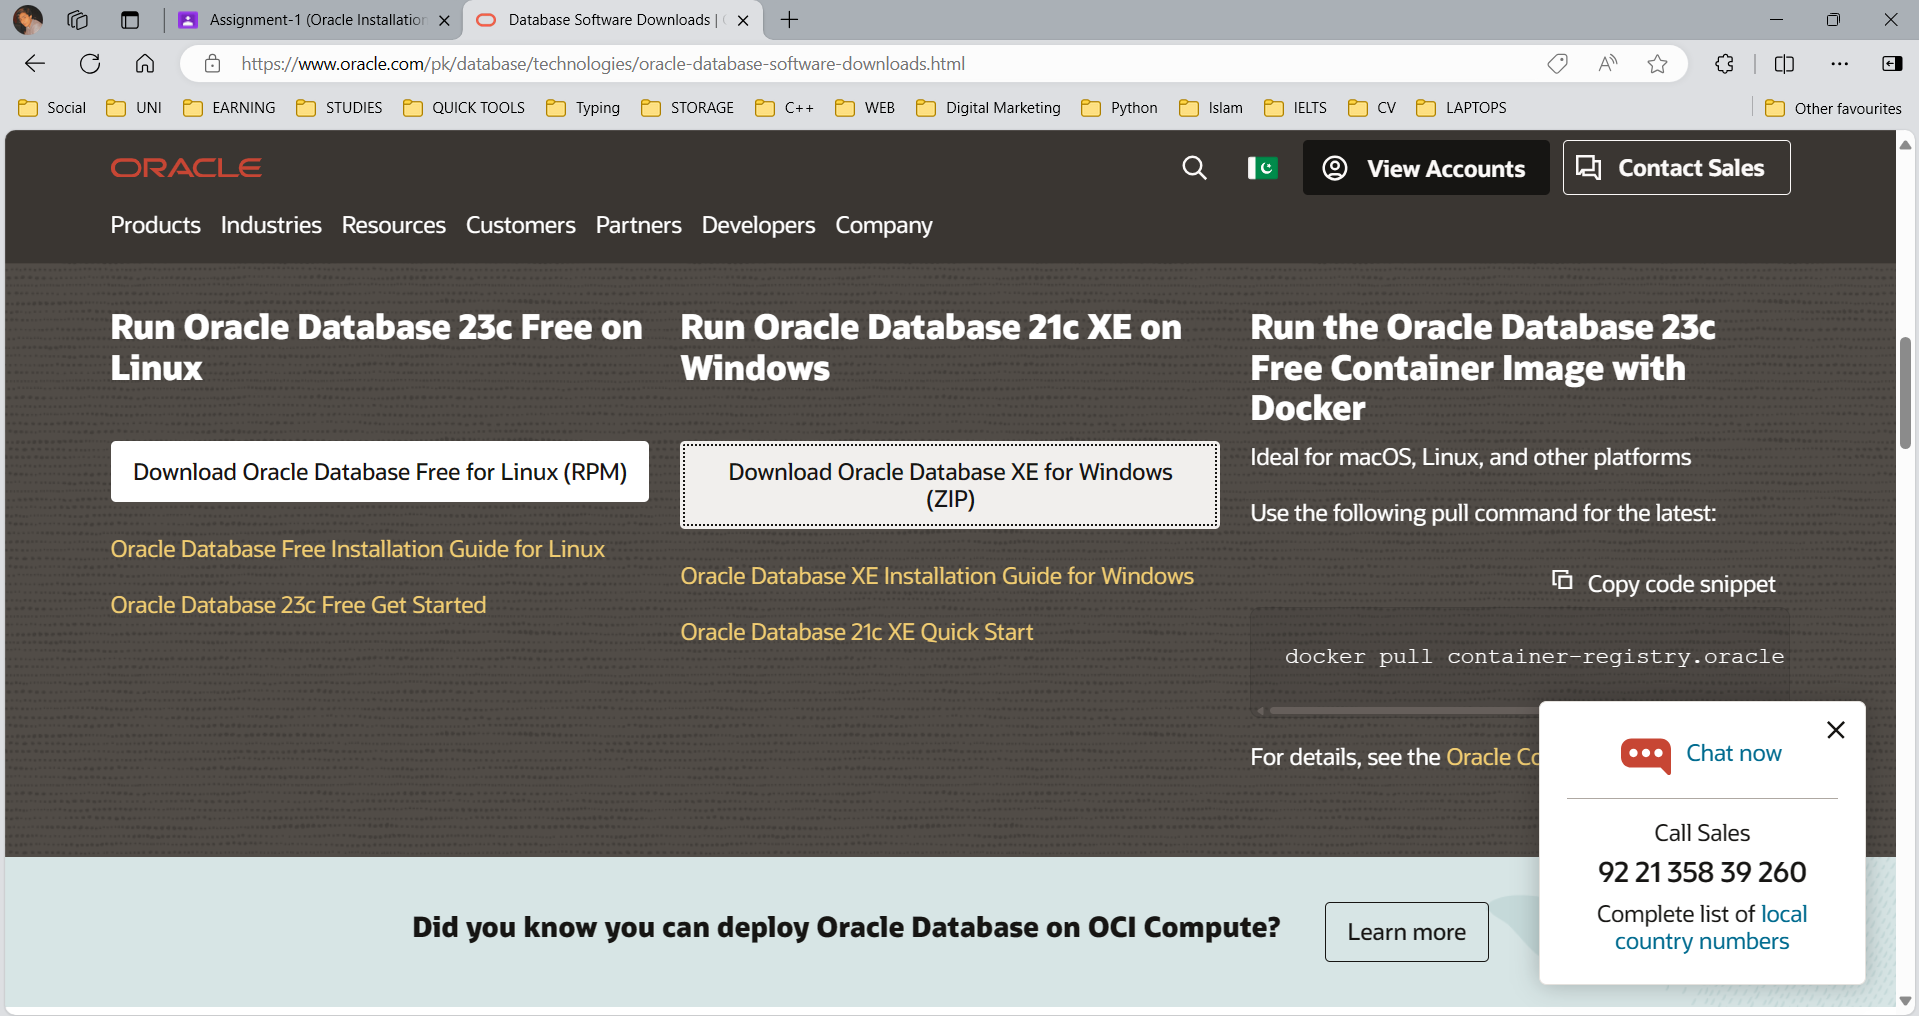 Assignment-1 (Oracle Installation
Database Software Downloads |
https://www.oracle.com/pk/database/technologies/oracle-database-software-downloads.html
Social UNI EARNING STUDIES QUICK TOOLS Typing STORAGE C++ WEB Digital Marketing Python Islam IELTS CV LAPTOPS Other favourites
ORACLE
View Accounts
Contact Sales
Products Industries Resources Customers Partners Developers Company
Run Oracle Database 23c Free on
Linux
Download Oracle Database Free for Linux (RPM)
Oracle Database Free Installation Guide for Linux
Oracle Database 23c Free Get Started
Run Oracle Database 21c XE on
Windows
Download Oracle Database XE for Windows
(ZIP)
Oracle Database XE Installation Guide for Windows
Oracle Database 21c XE Quick Start
Run the Oracle Database 23c
Free Container Image with
Docker
Ideal for macOS, Linux, and other platforms
Use the following pull command for the latest:
Copy code snippet
docker pull container-registry.oracle
For details, see the Oracle Co
Chat now
Call Sales
92 21 358 39 260
Complete list of local
country numbers
Did you know you can deploy Oracle Database on OCI Compute?
Learn more